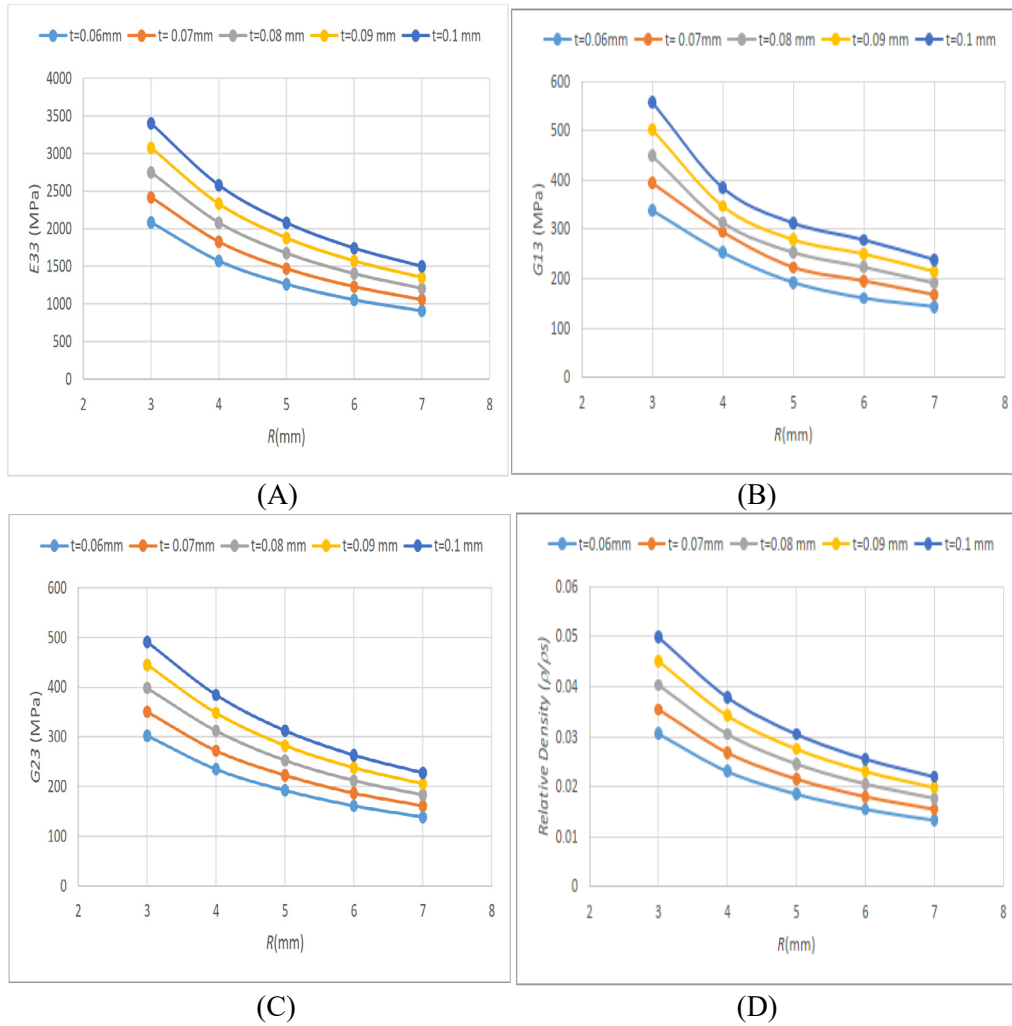 t=0.06mm t= 0.07mm t=0.08 mm t=0.09 mm t=0.1 mm
4000
3500
3000
2500
2000
1500
1000
500
0
E33 (MPa)
2 3 4 5 6 7 8
R(mm)
(A)
t=0.06mm t= 0.07mm t=0.08 mm t=0.09 mm t=0.1 mm
600
500
400
300
200
100
0
G13 (MPa)
2 3 4 5 6 7 8
R(mm)
(B)
t=0.06mm t= 0.07mm t=0.08 mm t=0.09 mm t=0.1 mm
600
500
400
300
200
100
0
G23 (MPa)
2 3 4 5 6 7 8
R(mm)
(C)
t=0.06mm t= 0.07mm t=0.08 mm t=0.09 mm t=0.1 mm
0.06
0.05
0.04
0.03
0.02
0.01
0
Relative Density (ρ/ρs)
2 3 4 5 6 7 8
R(mm)
(D)